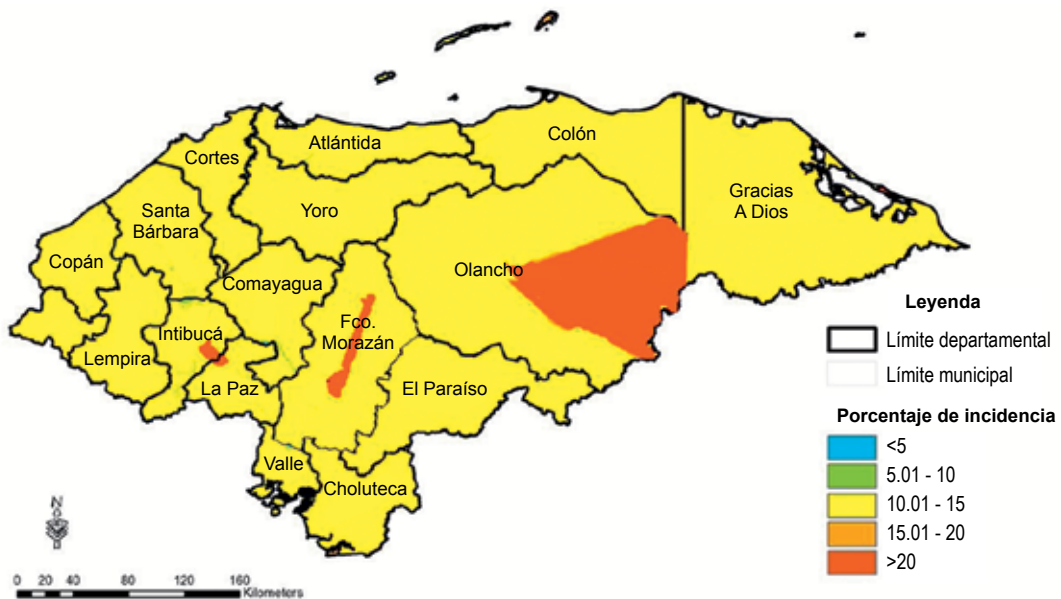 Atlántida
Colón
Cortes
Gracias
A Dios
Santa
Bárbara
Yoro
Copán
Olancho
Comayagua
Fco.
Morazán
Intibucá
Lempira
La Paz
El Paraíso
Valle
Choluteca
Leyenda
Límite departamental
Límite municipal
Porcentaje de incidencia
<5
5.01 - 10
10.01 - 15
15.01 - 20
>20
N
0 20 40 80 120 160
Kilometers